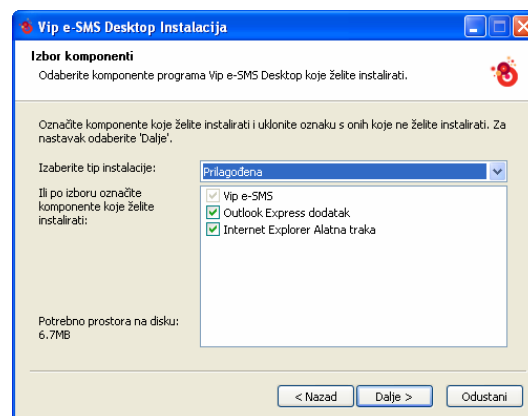 Vip e-SMS Desktop Instalacija
Izbor komponenti
Odaberite komponente programa Vip e-SMS Desktop koje želite instalirati.
Označite komponente koje želite instalirati i uklonite oznaku s onih koje ne želite instalirati. Za
nastavak odaberite 'Dalje'.
Izaberite tip instalacije:
Prilagođena
Ili po izboru označite
komponente koje želite
instalirati:
Vip e-SMS
Outlook Express dodatak
Internet Explorer Alatna traka
Potrebno prostora na disku:
6.7MB
< Nazad
Dalje >
Odustani